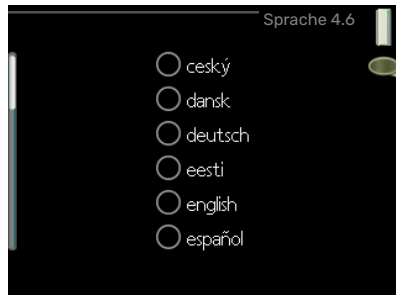 Sprache 4.6
ceský
dansk
deutsch
eesti
english
español